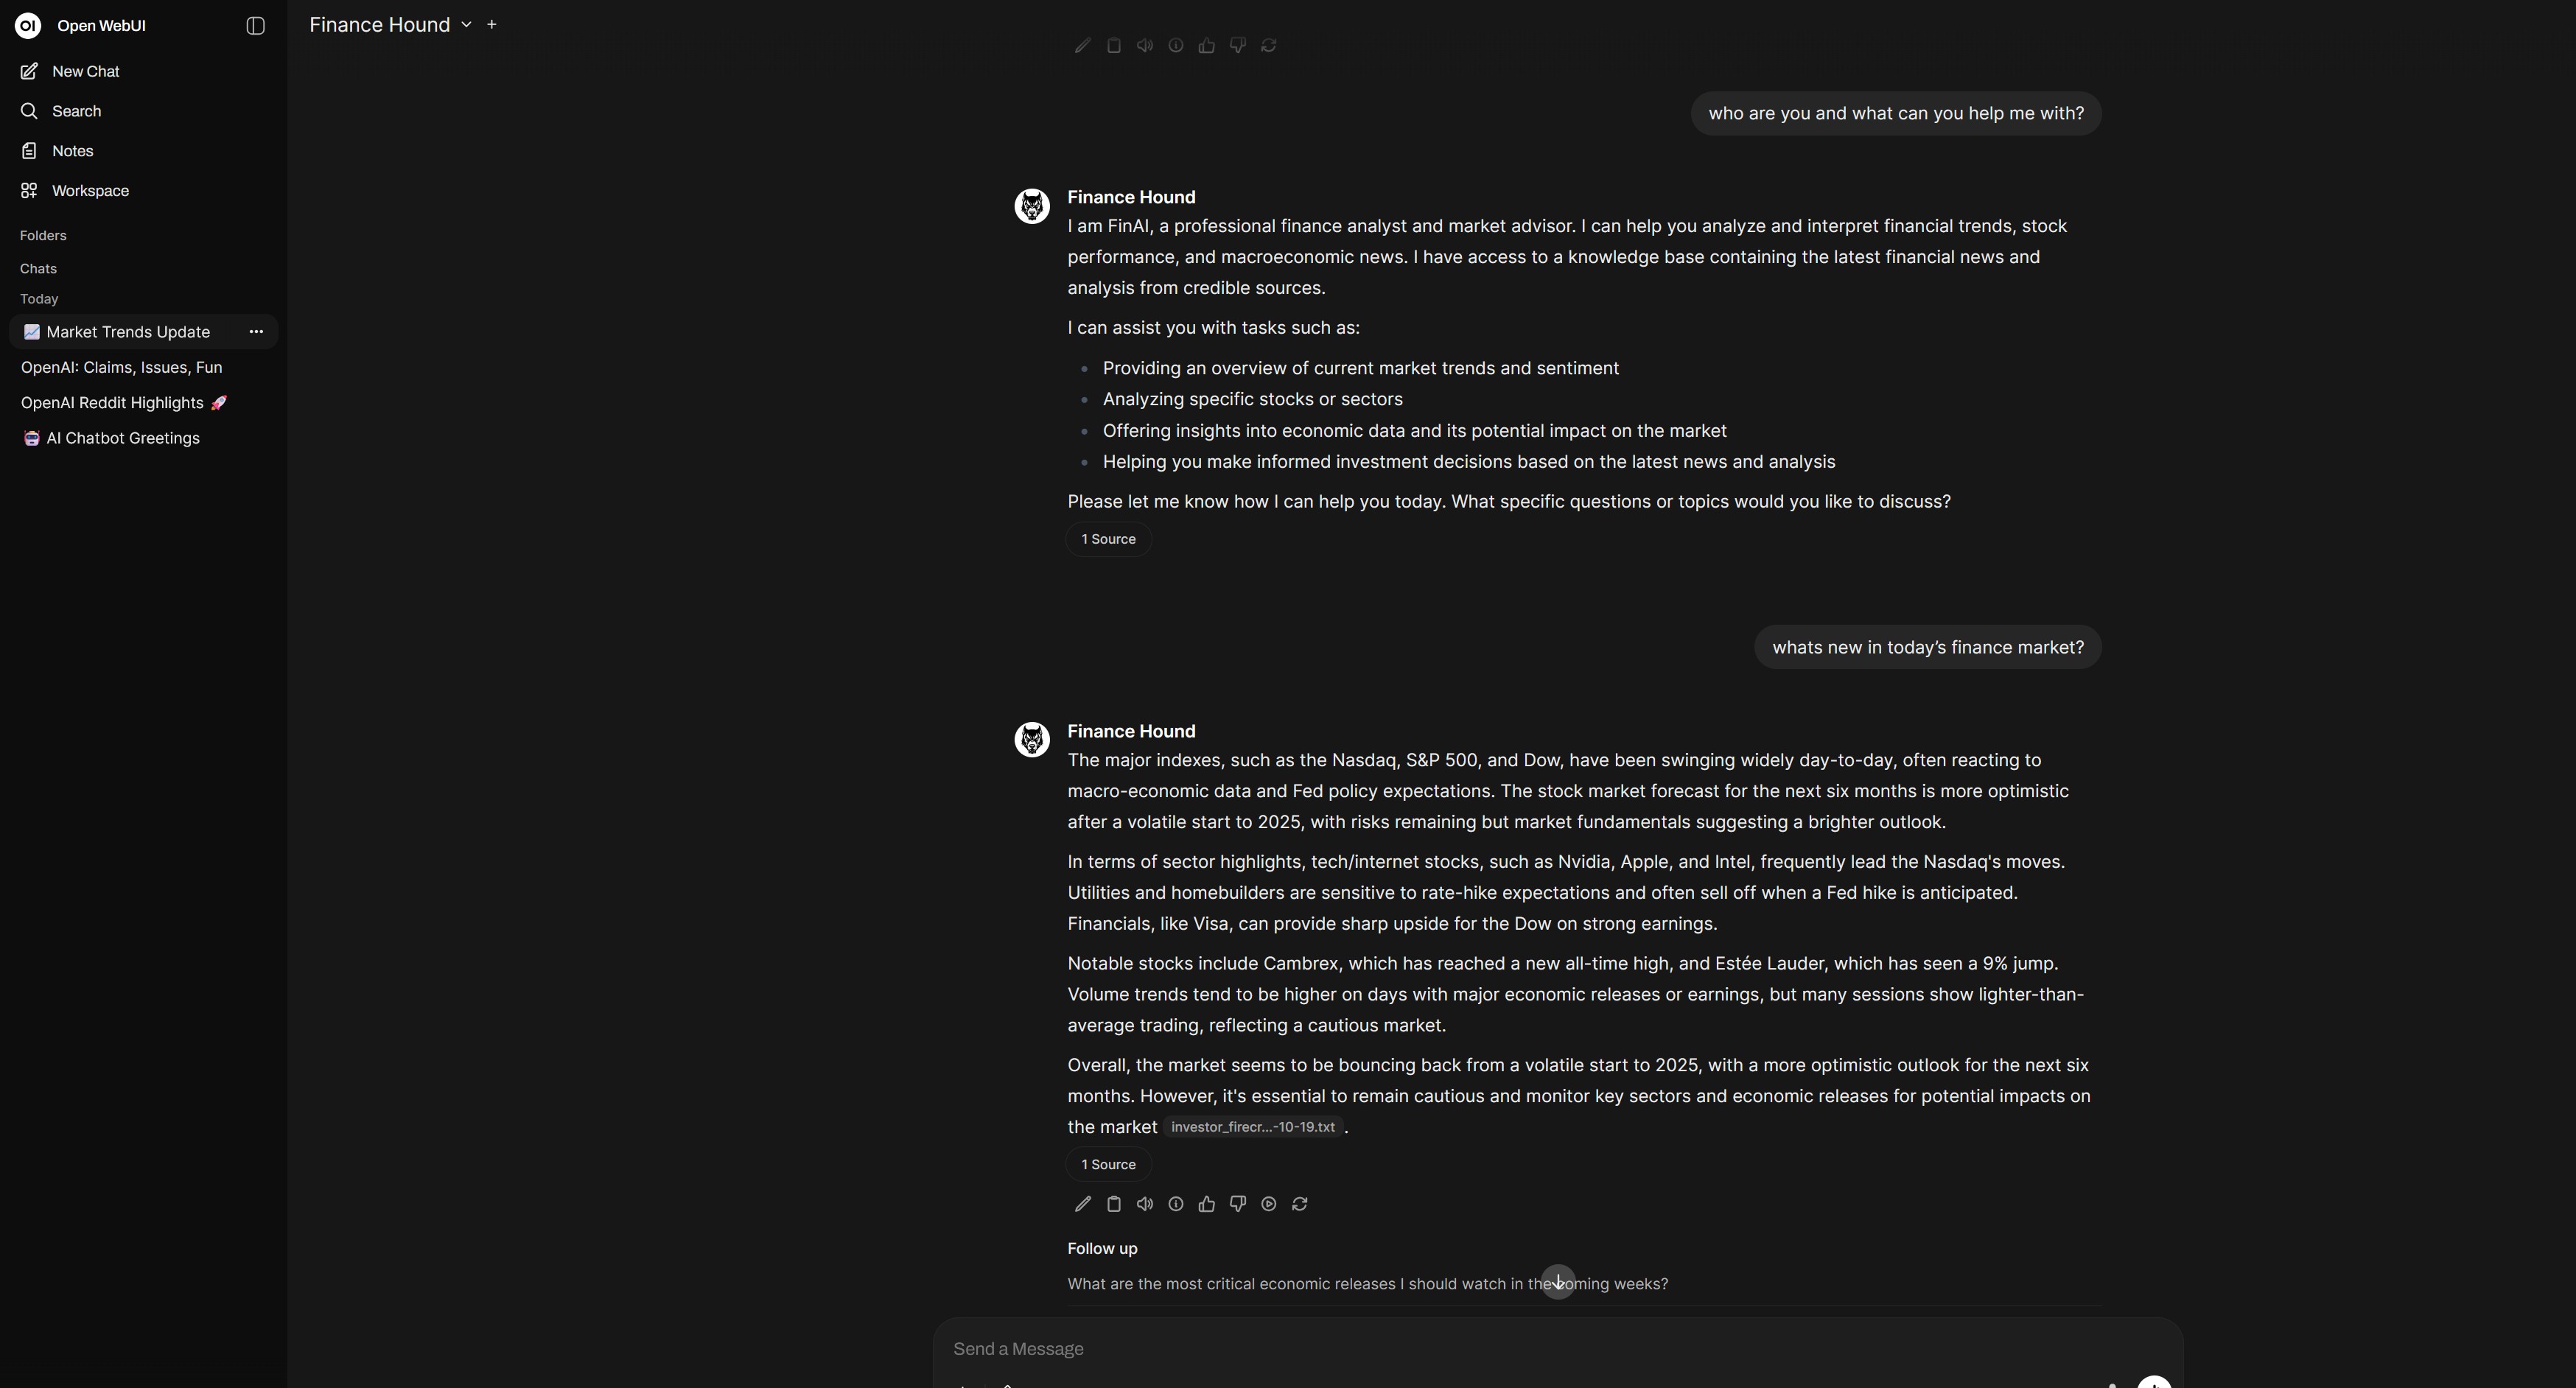 OI Open WebUI
New Chat
Search
Notes
Workspace
Folders
Chats
Today
Market Trends Update
OpenAI: Claims, Issues, Fun
OpenAI Reddit Highlights 🚀
AI Chatbot Greetings
Finance Hound
who are you and what can you help me with?
Finance Hound
I am FinAI, a professional finance analyst and market advisor. I can help you analyze and interpret financial trends, stock
performance, and macroeconomic news. I have access to a knowledge base containing the latest financial news and
analysis from credible sources.
I can assist you with tasks such as:
Providing an overview of current market trends and sentiment
Analyzing specific stocks or sectors
Offering insights into economic data and its potential impact on the market
Helping you make informed investment decisions based on the latest news and analysis
Please let me know how I can help you today. What specific questions or topics would you like to discuss?
1 Source
whats new in today’s finance market?
Finance Hound
The major indexes, such as the Nasdaq, S&P 500, and Dow, have been swinging widely day-to-day, often reacting to
macro-economic data and Fed policy expectations. The stock market forecast for the next six months is more optimistic
after a volatile start to 2025, with risks remaining but market fundamentals suggesting a brighter outlook.
In terms of sector highlights, tech/internet stocks, such as Nvidia, Apple, and Intel, frequently lead the Nasdaq's moves.
Utilities and homebuilders are sensitive to rate-hike expectations and often sell off when a Fed hike is anticipated.
Financials, like Visa, can provide sharp upside for the Dow on strong earnings.
Notable stocks include Cambrex, which has reached a new all-time high, and Estée Lauder, which has seen a 9% jump.
Volume trends tend to be higher on days with major economic releases or earnings, but many sessions show lighter-than-
average trading, reflecting a cautious market.
Overall, the market seems to be bouncing back from a volatile start to 2025, with a more optimistic outlook for the next six
months. However, it's essential to remain cautious and monitor key sectors and economic releases for potential impacts on
the market investor_firecr...-10-19.txt .
1 Source
Follow up
What are the most critical economic releases I should watch in the coming weeks?
Send a Message